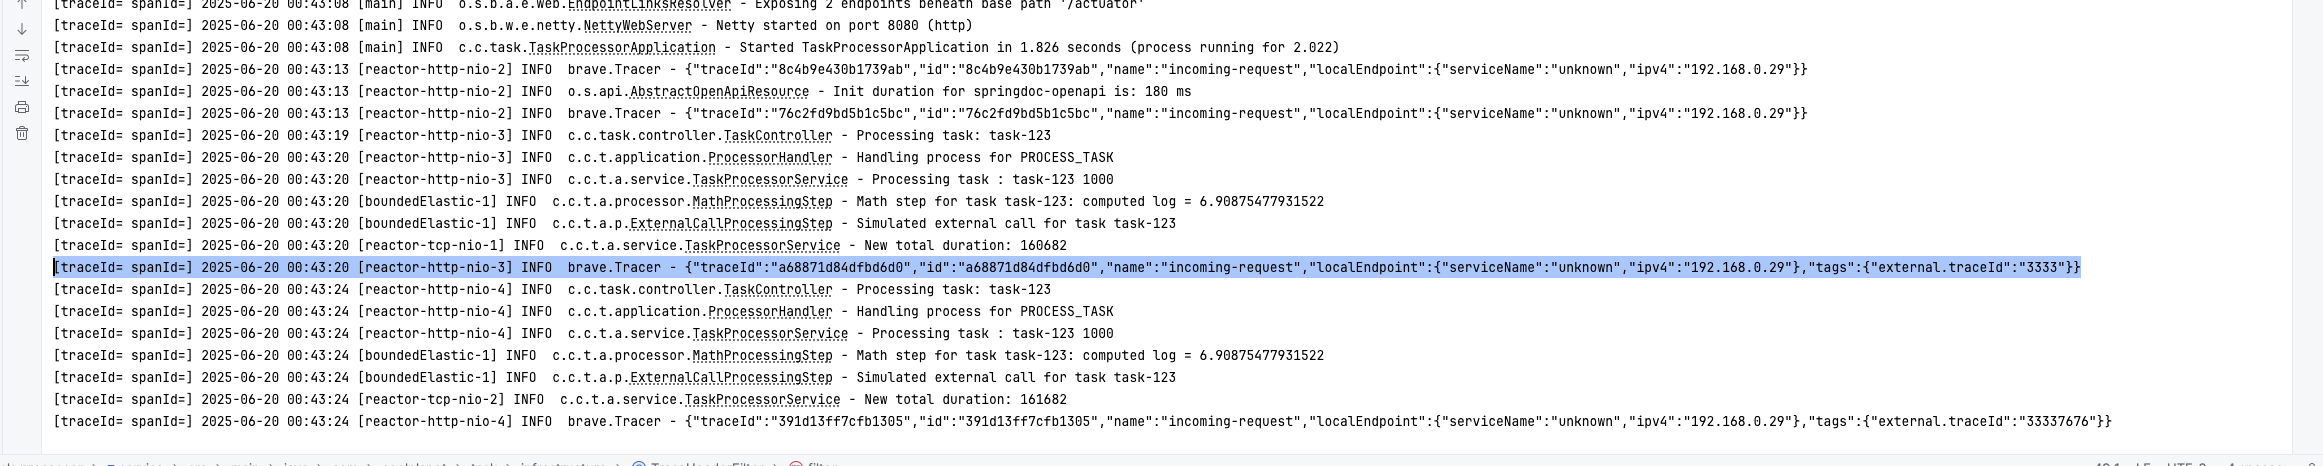 [traceId= spanId=] 2025-06-20 00:43:08 [main] INFO  o.s.b.a.e.web.EndpointLinksResolver - Exposing 2 endpoints beneath base path '/actuator'
[traceId= spanId=] 2025-06-20 00:43:08 [main] INFO  o.s.b.w.e.netty.NettyWebServer - Netty started on port 8080 (http)
[traceId= spanId=] 2025-06-20 00:43:08 [main] INFO  c.c.task.TaskProcessorApplication - Started TaskProcessorApplication in 1.826 seconds (process running for 2.022)
[traceId= spanId=] 2025-06-20 00:43:13 [reactor-http-nio-2] INFO  brave.Tracer - {"traceId":"8c4b9e430b1739ab","id":"8c4b9e430b1739ab","name":"incoming-request","localEndpoint":{"serviceName":"unknown","ipv4":"192.168.0.29"}}
[traceId= spanId=] 2025-06-20 00:43:13 [reactor-http-nio-2] INFO  o.s.api.AbstractOpenApiResource - Init duration for springdoc-openapi is: 180 ms
[traceId= spanId=] 2025-06-20 00:43:13 [reactor-http-nio-2] INFO  brave.Tracer - {"traceId":"76c2fd9bd5b1c5bc","id":"76c2fd9bd5b1c5bc","name":"incoming-request","localEndpoint":{"serviceName":"unknown","ipv4":"192.168.0.29"}}
[traceId= spanId=] 2025-06-20 00:43:19 [reactor-http-nio-3] INFO  c.c.task.controller.TaskController - Processing task: task-123
[traceId= spanId=] 2025-06-20 00:43:20 [reactor-http-nio-3] INFO  c.c.t.application.ProcessorHandler - Handling process for PROCESS_TASK
[traceId= spanId=] 2025-06-20 00:43:20 [reactor-http-nio-3] INFO  c.c.t.a.service.TaskProcessorService - Processing task : task-123 1000
[traceId= spanId=] 2025-06-20 00:43:20 [boundedElastic-1] INFO  c.c.t.a.processor.MathProcessingStep - Math step for task task-123: computed log = 6.90875477931522
[traceId= spanId=] 2025-06-20 00:43:20 [boundedElastic-1] INFO  c.c.t.a.p.ExternalCallProcessingStep - Simulated external call for task task-123
[traceId= spanId=] 2025-06-20 00:43:20 [reactor-tcp-nio-1] INFO  c.c.t.a.service.TaskProcessorService - New total duration: 160682
[traceId= spanId=] 2025-06-20 00:43:20 [reactor-http-nio-3] INFO  brave.Tracer - {"traceId":"a68871d84dfbd6d0","id":"a68871d84dfbd6d0","name":"incoming-request","localEndpoint":{"serviceName":"unknown","ipv4":"192.168.0.29"},"tags":{"external.traceId":"3333"}}
[traceId= spanId=] 2025-06-20 00:43:24 [reactor-http-nio-4] INFO  c.c.task.controller.TaskController - Processing task: task-123
[traceId= spanId=] 2025-06-20 00:43:24 [reactor-http-nio-4] INFO  c.c.t.application.ProcessorHandler - Handling process for PROCESS_TASK
[traceId= spanId=] 2025-06-20 00:43:24 [reactor-http-nio-4] INFO  c.c.t.a.service.TaskProcessorService - Processing task : task-123 1000
[traceId= spanId=] 2025-06-20 00:43:24 [boundedElastic-1] INFO  c.c.t.a.processor.MathProcessingStep - Math step for task task-123: computed log = 6.90875477931522
[traceId= spanId=] 2025-06-20 00:43:24 [boundedElastic-1] INFO  c.c.t.a.p.ExternalCallProcessingStep - Simulated external call for task task-123
[traceId= spanId=] 2025-06-20 00:43:24 [reactor-tcp-nio-2] INFO  c.c.t.a.service.TaskProcessorService - New total duration: 161682
[traceId= spanId=] 2025-06-20 00:43:24 [reactor-http-nio-4] INFO  brave.Tracer - {"traceId":"391d13ff7cfb1305","id":"391d13ff7cfb1305","name":"incoming-request","localEndpoint":{"serviceName":"unknown","ipv4":"192.168.0.29"},"tags":{"external.traceId":"33337676"}}